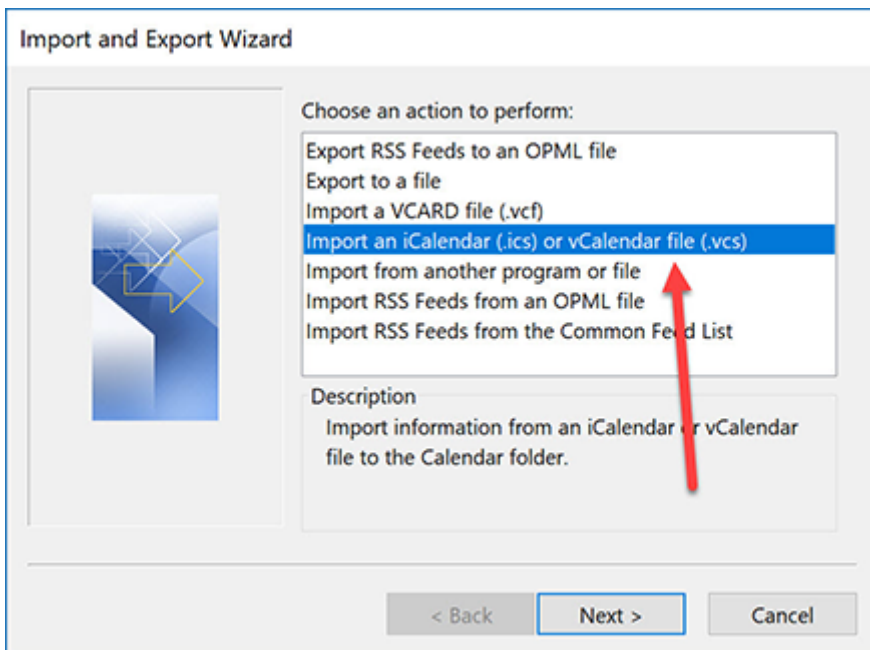 Import and Export Wizard
Choose an action to perform:
Export RSS Feeds to an OPML file
Export to a file
Import a VCARD file (.vcf)
Import an iCalendar (.ics) or vCalendar file (.vcs)
Import from another program or file
Import RSS Feeds from an OPML file
Import RSS Feeds from the Common Feed List
Description
Import information from an iCalendar or vCalendar
file to the Calendar folder.
< Back
Next >
Cancel